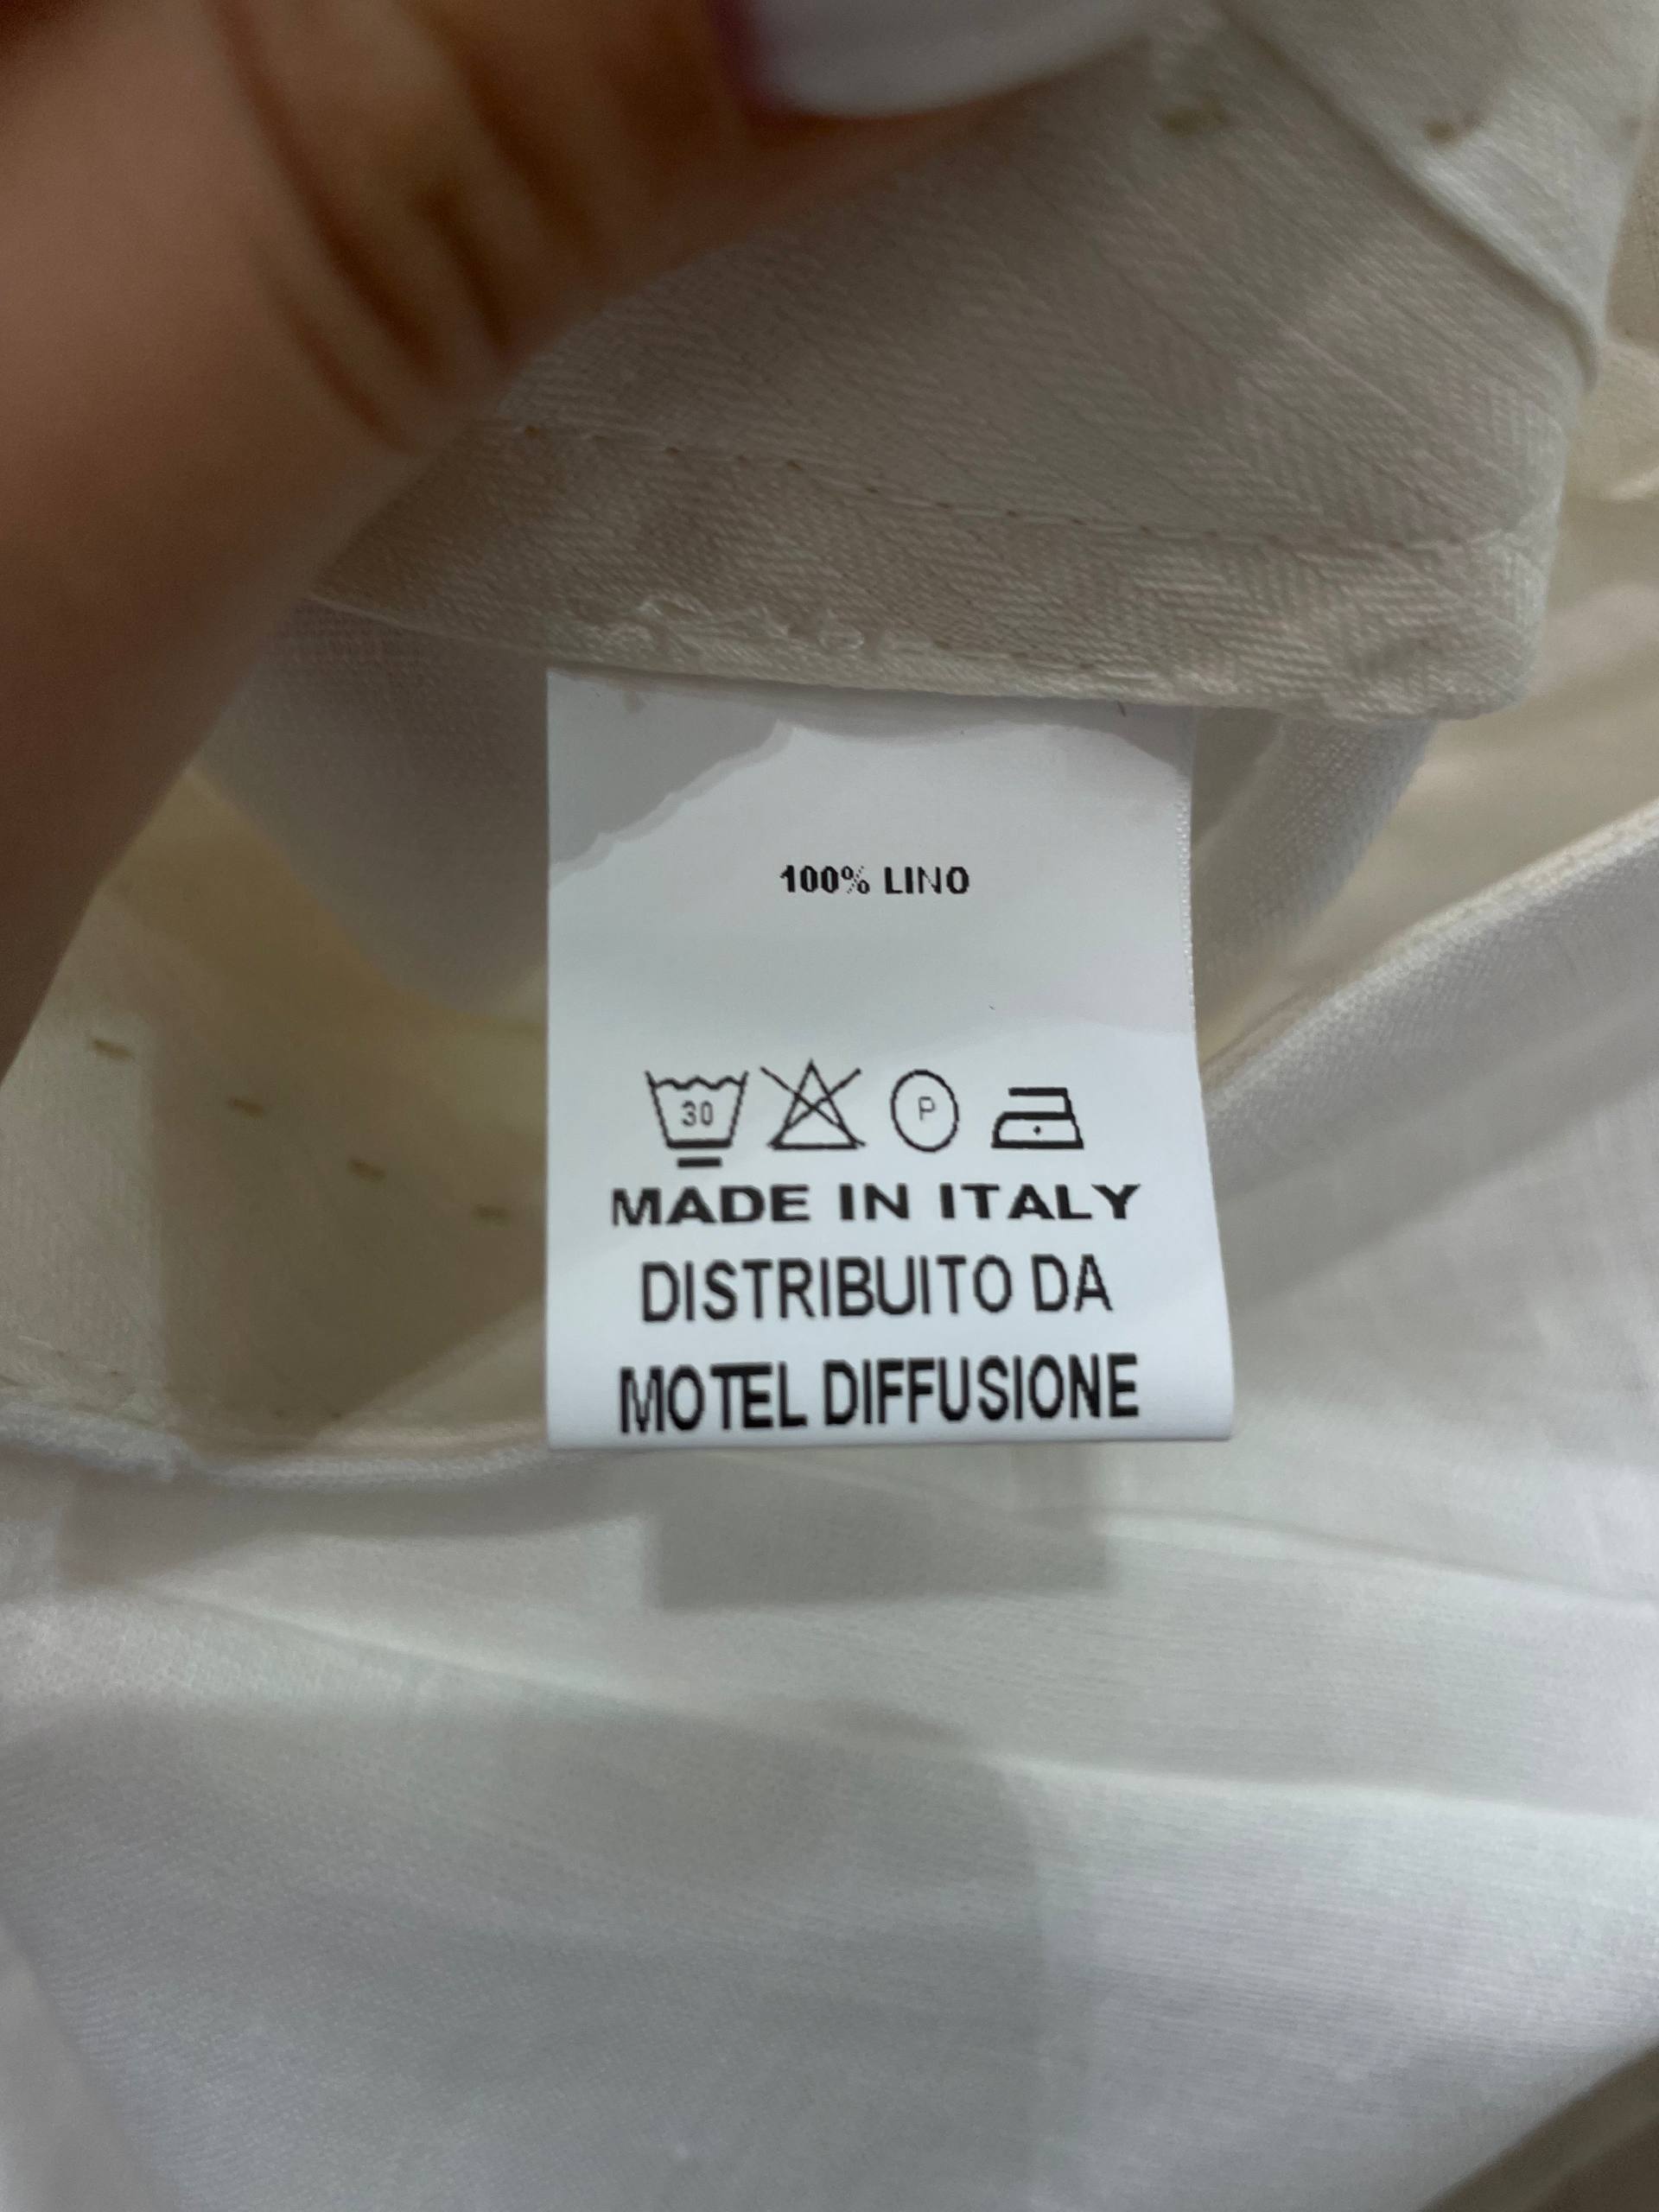 100% LINO
30 P
MADE IN ITALY
DISTRIBUITO DA
MOTEL DIFFUSIONE